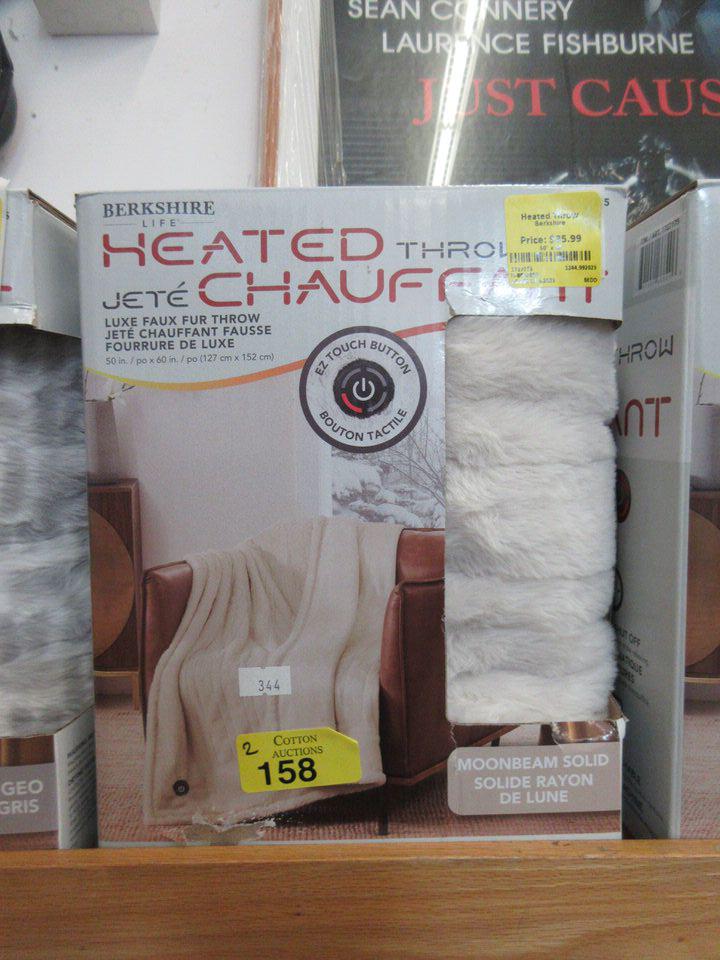 SEAN CONNERY
LAURENCE FISHBURNE
JUST CAUS
BERKSHIRE
LIFE
HEATED THROW
JETÉ CHAUFFANT
LUXE FAUX FUR THROW
JETÉ CHAUFFANT FAUSSE
FOURRURE DE LUXE
50 in. / po x 60 in. / po (127 cm x 152 cm)
Heated Throw
Berkshire
EZ TOUCH BUTTON
BOUTON TACTILE
344
2 COTTON
AUCTIONS
158
MOONBEAM SOLID
SOLIDE RAYON
DE LUNE
GEO
GRIS
HROW
ANT